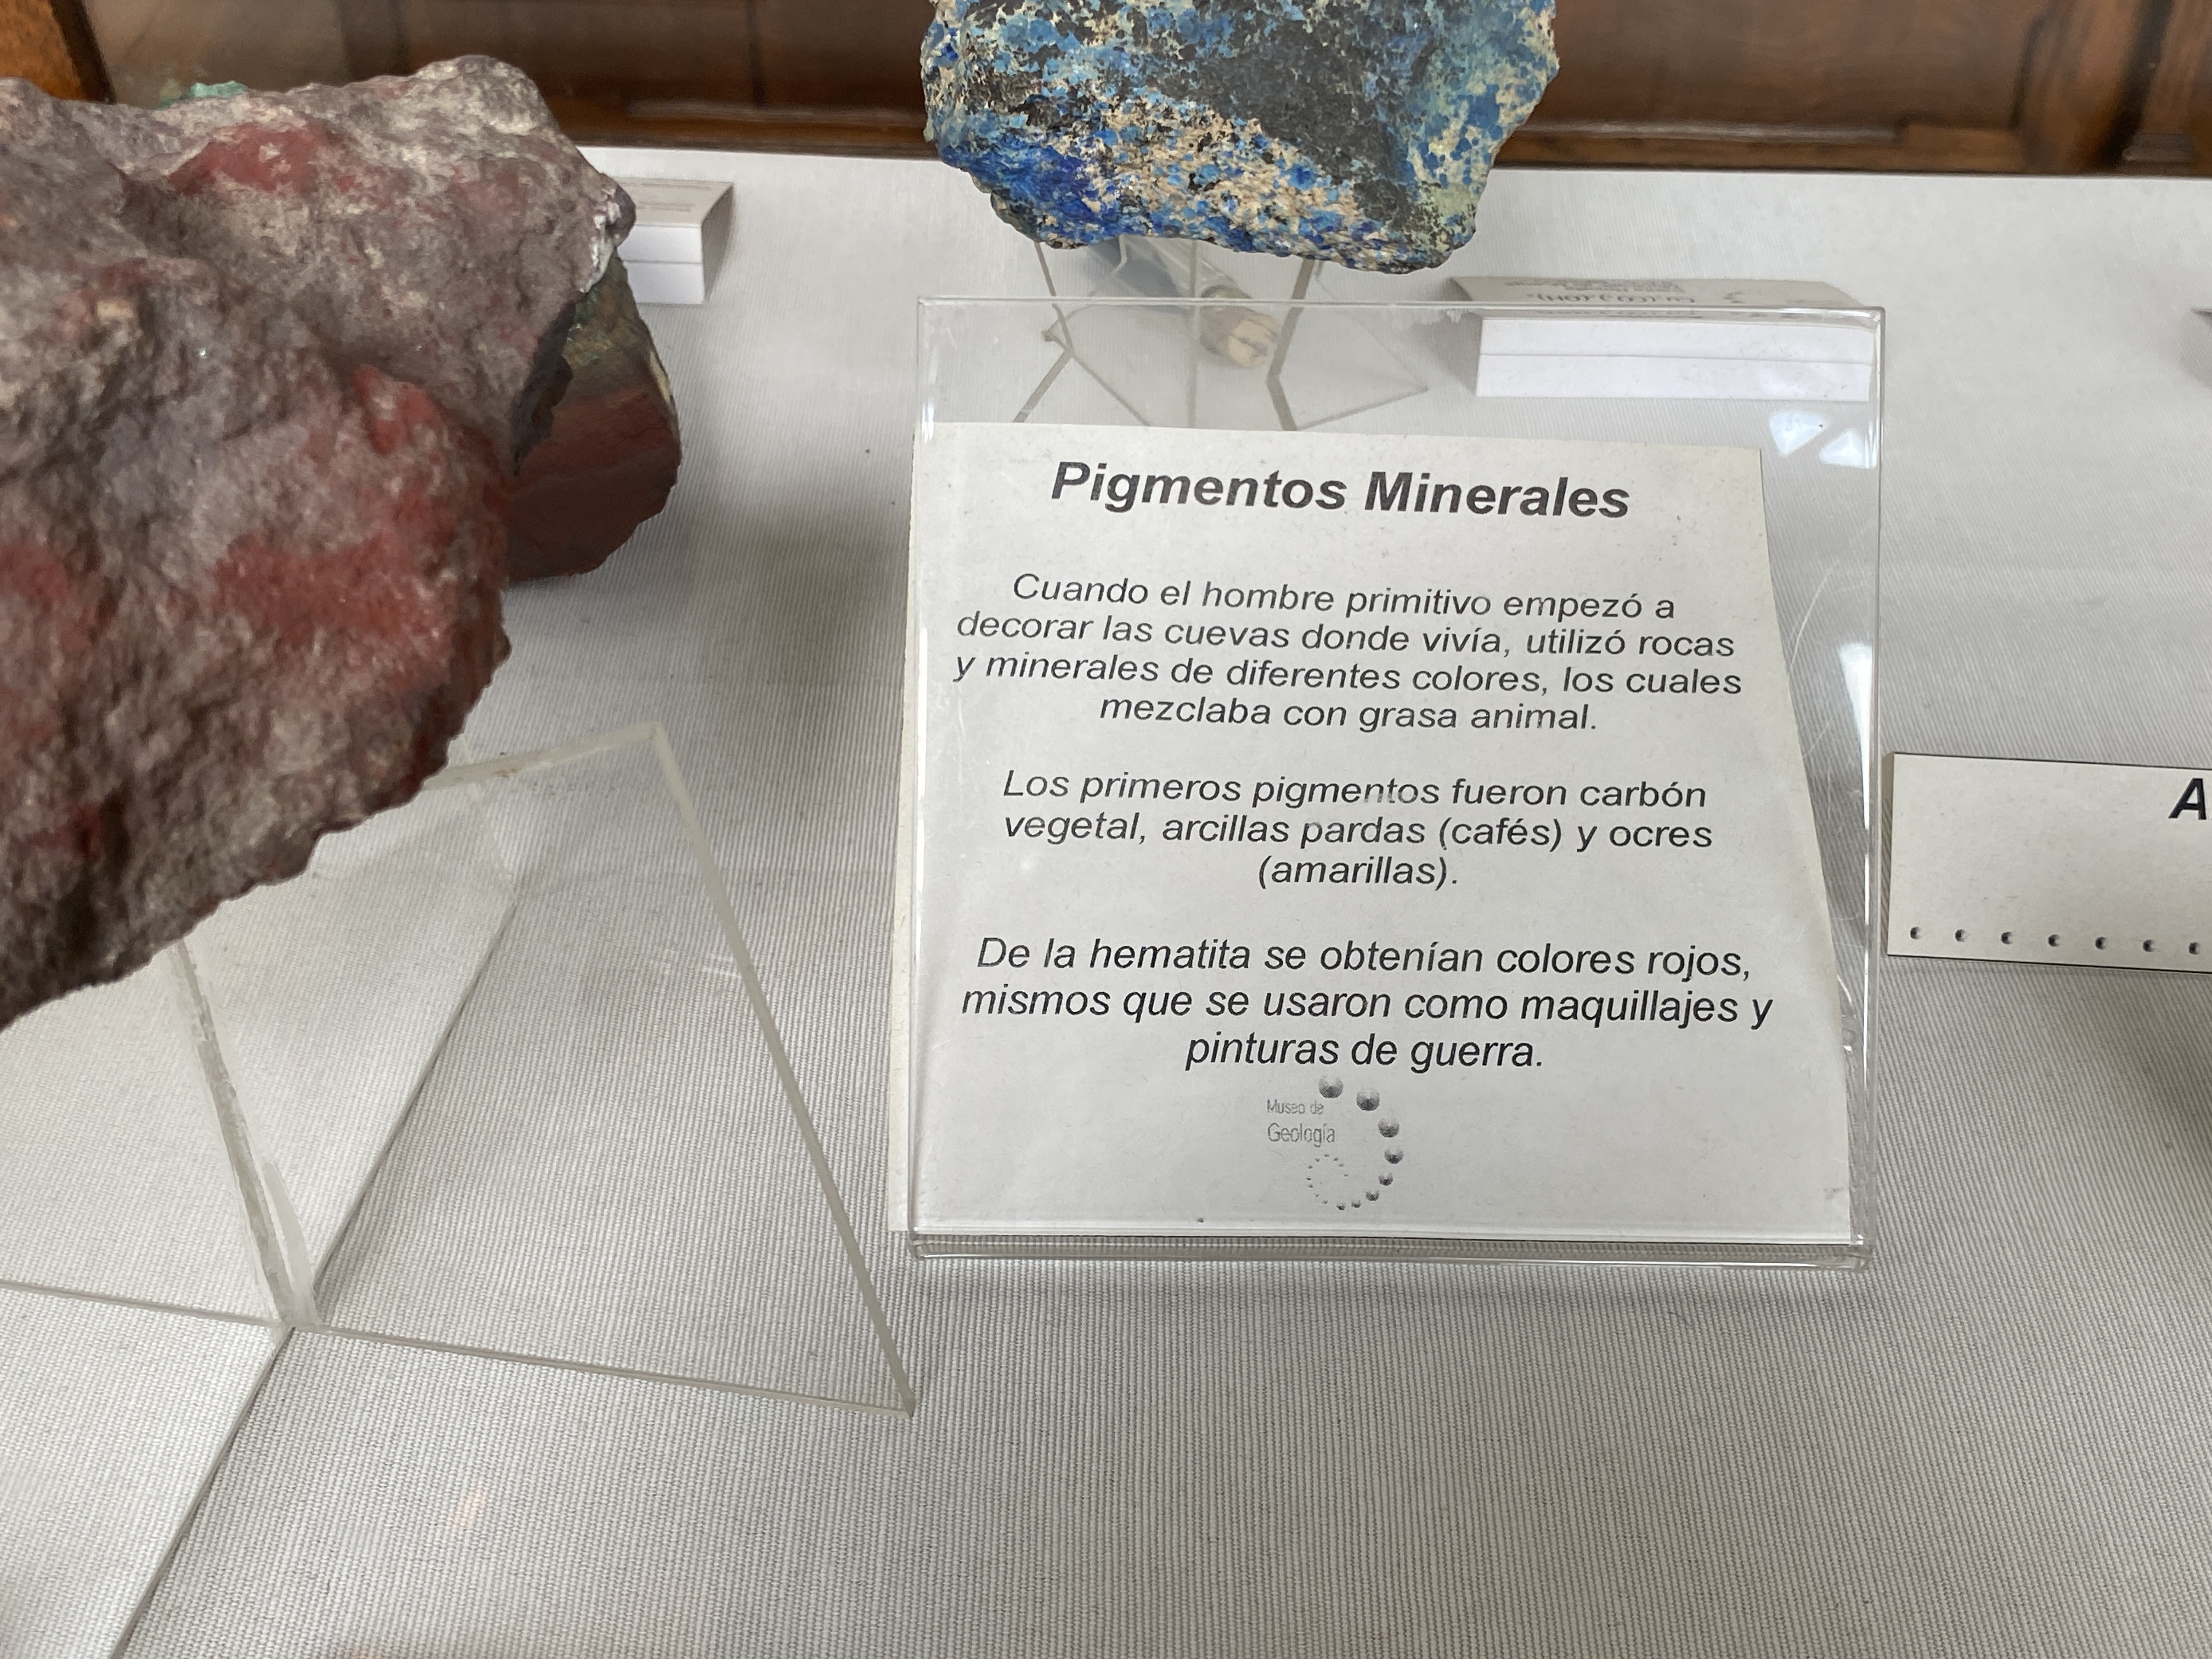 Pigmentos Minerales
Cuando el hombre primitivo empezó a
decorar las cuevas donde vivía, utilizó rocas
y minerales de diferentes colores, los cuales
mezclaba con grasa animal.
Los primeros pigmentos fueron carbón
vegetal, arcillas pardas (cafés) y ocres
(amarillas).
De la hematita se obtenían colores rojos,
mismos que se usaron como maquillajes y
pinturas de guerra.
Museo de
Geología
A